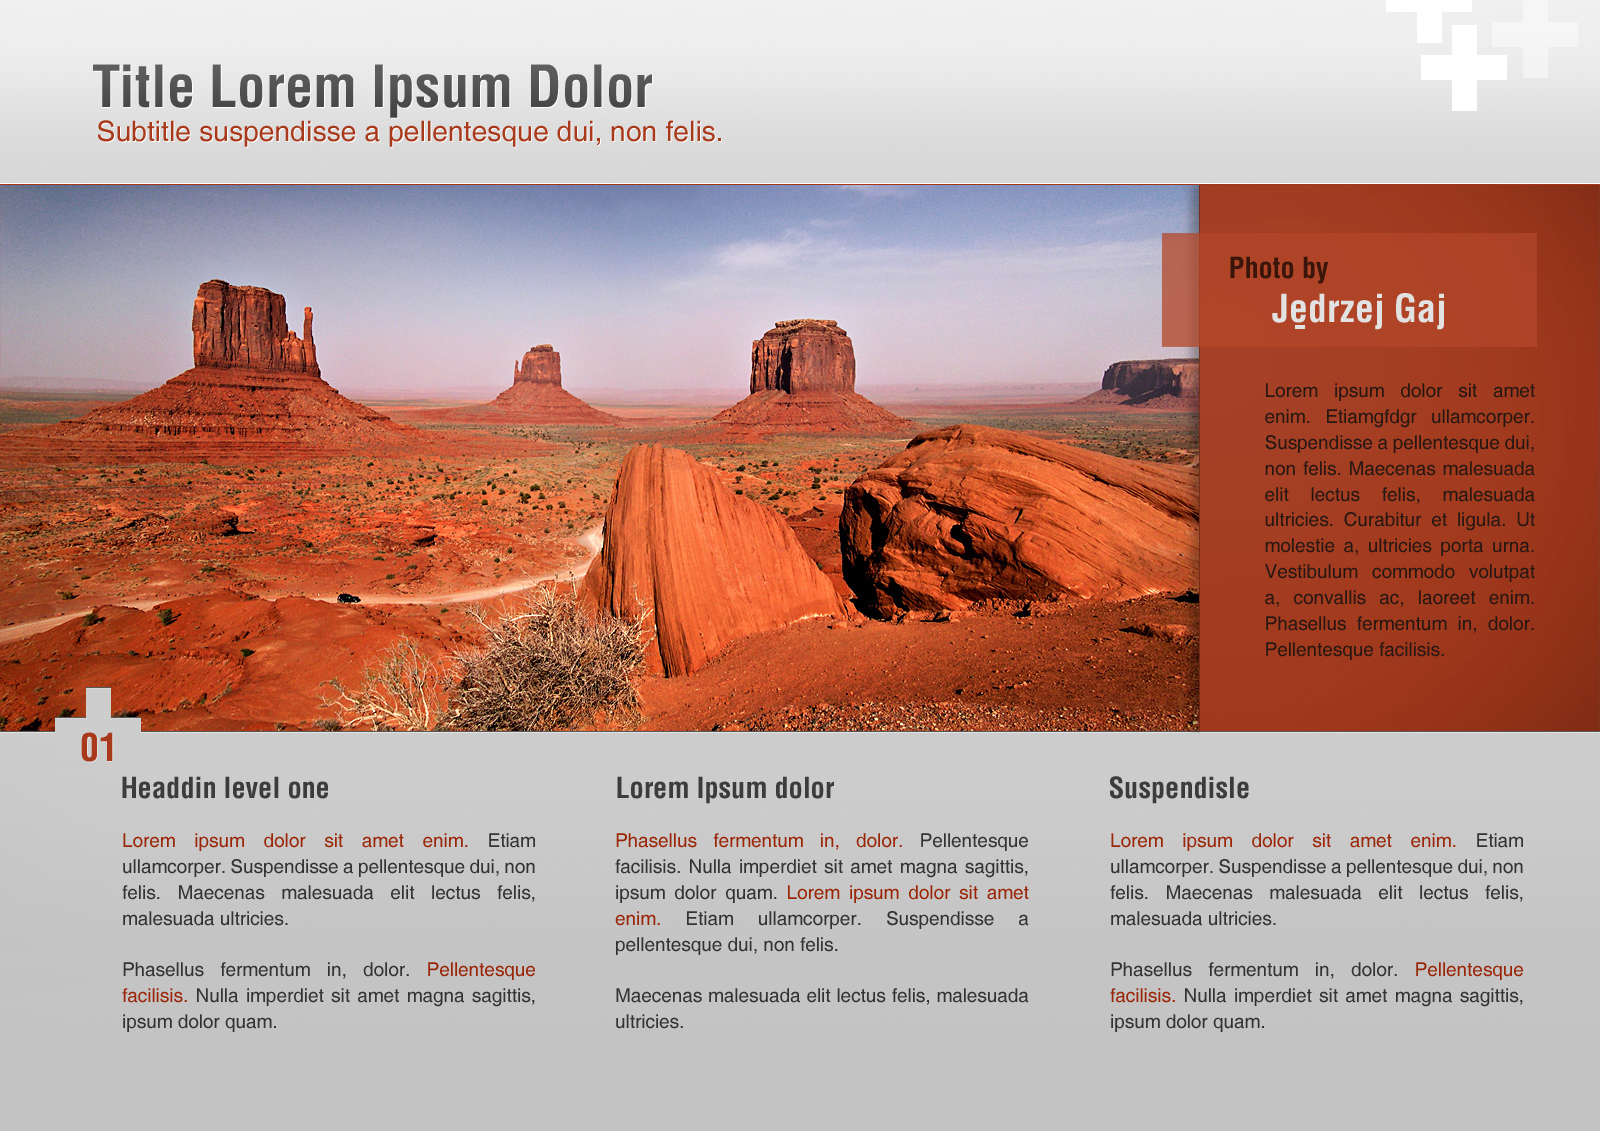 Title Lorem Ipsum Dolor
Subtitle suspendisse a pellentesque dui, non felis.
Photo by
Jędrzej Gaj
Lorem ipsum dolor sit amet
enim. Etiamgfdgr ullamcorper.
Suspendisse a pellentesque dui,
non felis. Maecenas malesuada
elit lectus felis, malesuada
ultricies. Curabitur et ligula. Ut
molestie a, ultricies porta urna.
Vestibulum commodo volutpat
a, convallis ac, laoreet enim.
Phasellus fermentum in, dolor.
Pellentesque facilisis.
01
Headdin level one
Lorem ipsum dolor sit amet enim. Etiam
ullamcorper. Suspendisse a pellentesque dui, non
felis. Maecenas malesuada elit lectus felis,
malesuada ultricies.
Phasellus fermentum in, dolor. Pellentesque
facilisis. Nulla imperdiet sit amet magna sagittis,
ipsum dolor quam.
Lorem Ipsum dolor
Phasellus fermentum in, dolor. Pellentesque
facilisis. Nulla imperdiet sit amet magna sagittis,
ipsum dolor quam. Lorem ipsum dolor sit amet
enim. Etiam ullamcorper. Suspendisse a
pellentesque dui, non felis.
Maecenas malesuada elit lectus felis, malesuada
ultricies.
Suspendisle
Lorem ipsum dolor sit amet enim. Etiam
ullamcorper. Suspendisse a pellentesque dui, non
felis. Maecenas malesuada elit lectus felis,
malesuada ultricies.
Phasellus fermentum in, dolor. Pellentesque
facilisis. Nulla imperdiet sit amet magna sagittis,
ipsum dolor quam.